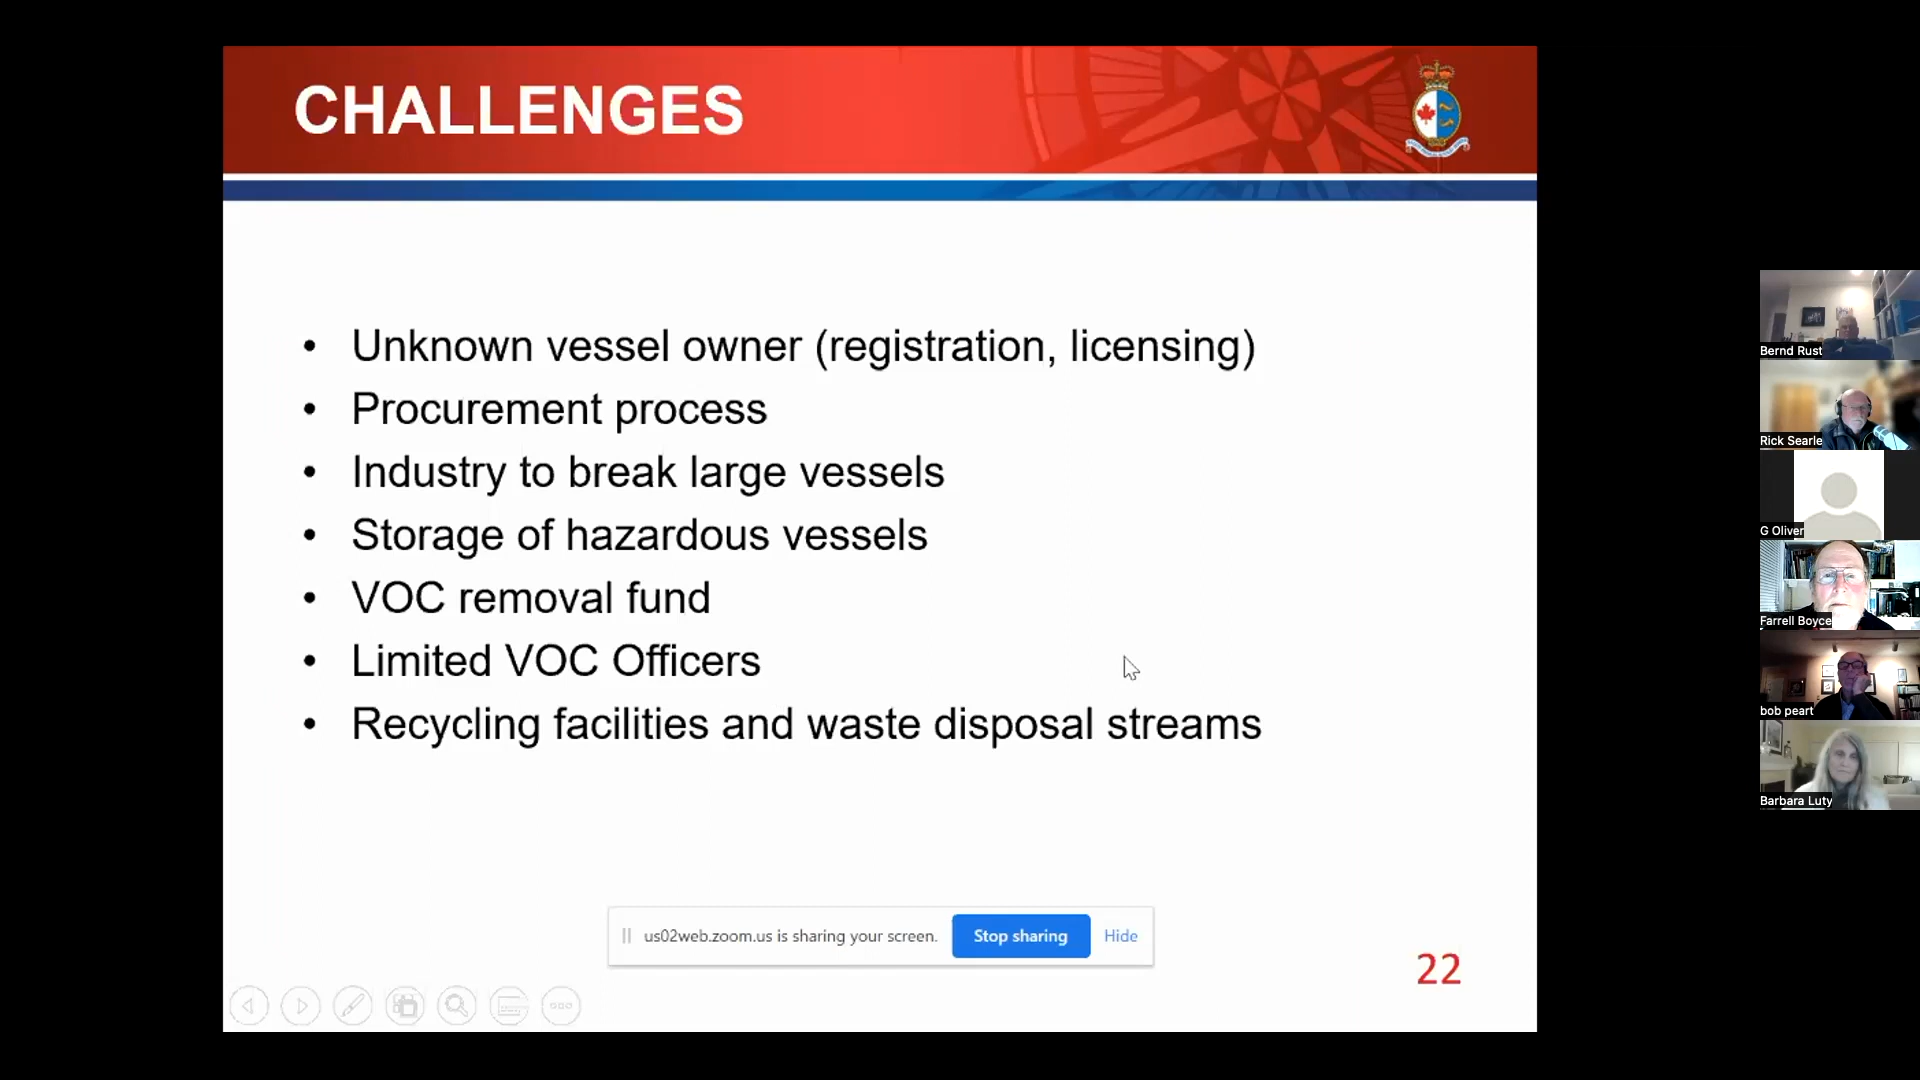 CHALLENGES
• Unknown vessel owner (registration, licensing)
• Procurement process
• Industry to break large vessels
• Storage of hazardous vessels
• VOC removal fund
• Limited VOC Officers
• Recycling facilities and waste disposal streams
us02web.zoom.us is sharing your screen. Stop sharing Hide
22
Bernd Rust
Rick Searle
G Oliver
Farrell Boyce
bob peart
Barbara Luty